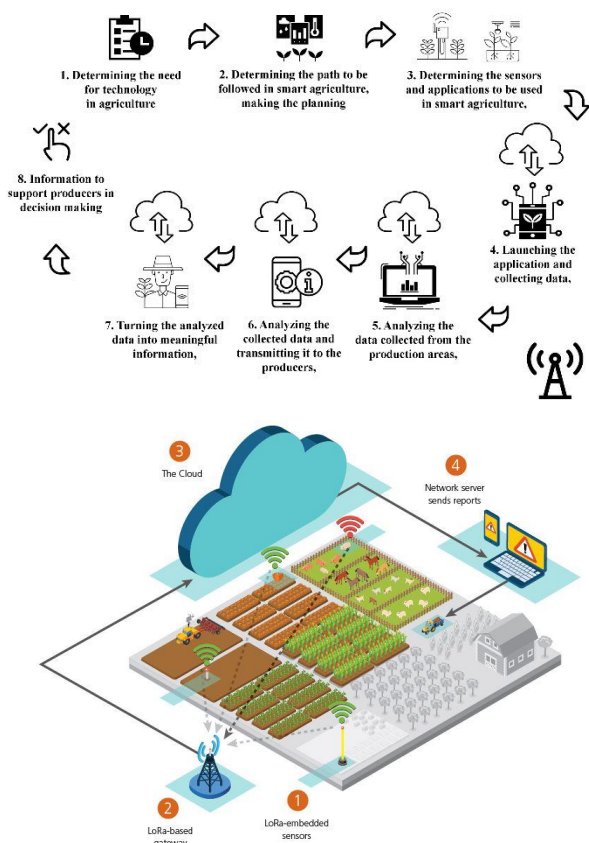 1. Determining the need
for technology
in agriculture
2. Determining the path to be
followed in smart agriculture,
making the planning
3. Determining the sensors
and applications to be used
in smart agriculture,
4. Launching the
application and
collecting data,
5. Analyzing the
data collected from the
production areas,
6. Analyzing the
collected data and
transmitting it to the
producers,
7. Turning the analyzed
data into meaningful
information,
8. Information to
support producers in
decision making
3
The Cloud
4
Network server
sends reports
1
LoRa-embedded
sensors
2
LoRa-based
gateway